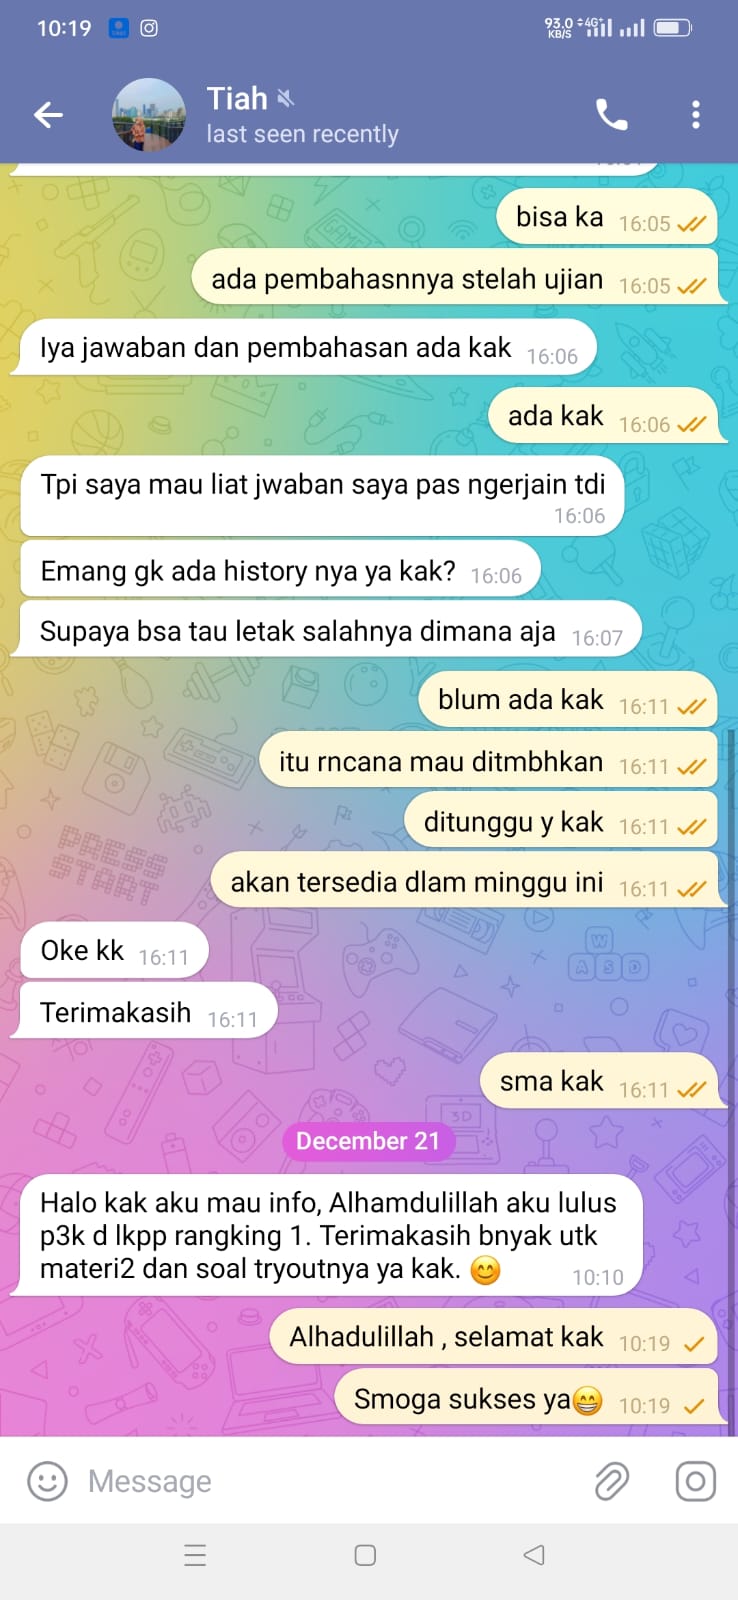 10:19
93.0 KB/S 4G+
Tiah
last seen recently
bisa ka 16:05
ada pembahasnnya stelah ujian 16:05
Iya jawaban dan pembahasan ada kak 16:06
ada kak 16:06
Tpi saya mau liat jwaban saya pas ngerjain tdi
16:06
Emang gk ada history nya ya kak? 16:06
Supaya bsa tau letak salahnya dimana aja 16:07
blum ada kak 16:11
itu rncana mau ditmbhkan 16:11
ditunggu y kak 16:11
akan tersedia dlam minggu ini 16:11
Oke kk 16:11
Terimakasih 16:11
sma kak 16:11
December 21
Halo kak aku mau info, Alhamdulillah aku lulus
p3k d lkpp rangking 1. Terimakasih bnyak utk
materi2 dan soal tryoutnya ya kak. 😊 10:10
Alhadulillah , selamat kak 10:19
Smoga sukses ya😁 10:19
Message